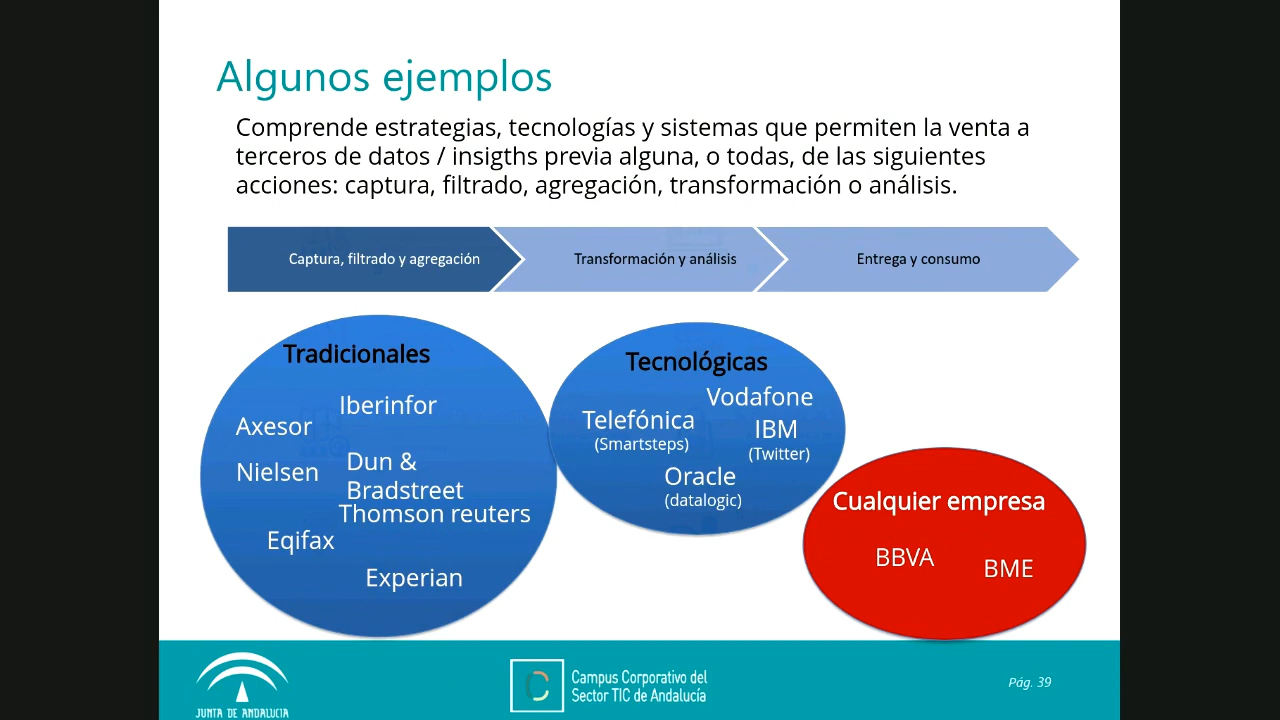 Algunos ejemplos
Comprende estrategias, tecnologías y sistemas que permiten la venta a
terceros de datos / insigths previa alguna, o todas, de las siguientes
acciones: captura, filtrado, agregación, transformación o análisis.
Captura, filtrado y agregación
Transformación y análisis
Entrega y consumo
Tradicionales
Iberinfor
Axesor
Nielsen
Dun &
Bradstreet
Thomson reuters
Eqifax
Experian
Tecnológicas
Vodafone
Telefónica
(Smartsteps)
IBM
(Twitter)
Oracle
(datalogic)
Cualquier empresa
BBVA
BME
JUNTA DE ANDALUCIA
Campus Corporativo del
Sector TIC de Andalucía
Pág. 39